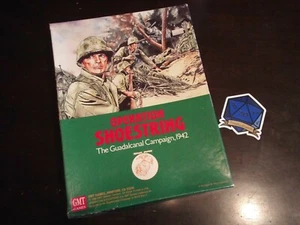 OPERATION
SHOESTRING
The Guadalcanal Campaign, 1942
GMT